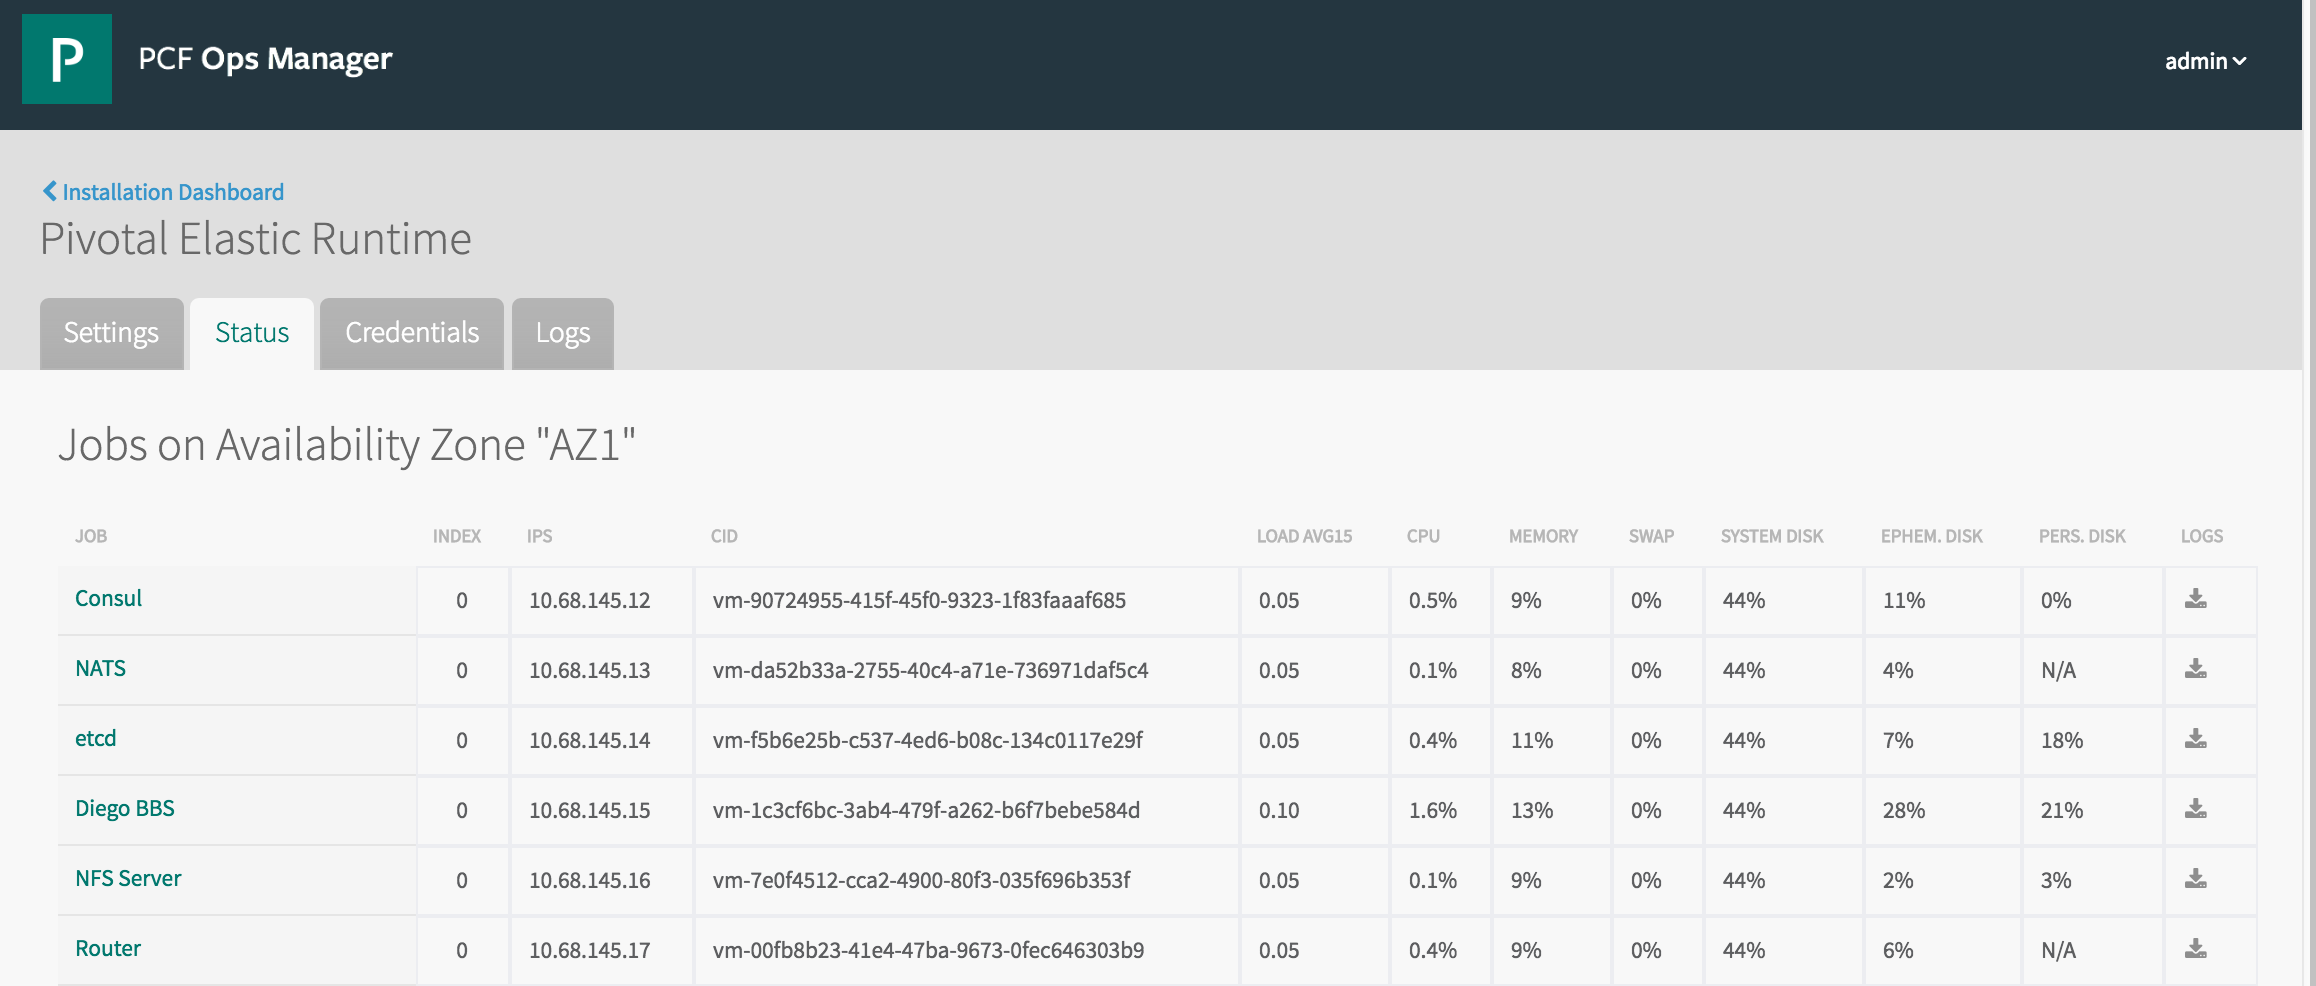 P
PCF Ops Manager
admin
Installation Dashboard
Pivotal Elastic Runtime
Settings Status Credentials Logs
Jobs on Availability Zone "AZ1"
JOB INDEX IPS CID LOAD AVG15 CPU MEMORY SWAP SYSTEM DISK EPHEM. DISK PERS. DISK LOGS
Consul 0 10.68.145.12 vm-90724955-415f-45f0-9323-1f83faaaf685 0.05 0.5% 9% 0% 44% 11% 0%
NATS 0 10.68.145.13 vm-da52b33a-2755-40c4-a71e-736971daf5c4 0.05 0.1% 8% 0% 44% 4% N/A
etcd 0 10.68.145.14 vm-f5b6e25b-c537-4ed6-b08c-134c0117e29f 0.05 0.4% 11% 0% 44% 7% 18%
Diego BBS 0 10.68.145.15 vm-1c3cf6bc-3ab4-479f-a262-b6f7bebe584d 0.10 1.6% 13% 0% 44% 28% 21%
NFS Server 0 10.68.145.16 vm-7e0f4512-cca2-4900-80f3-035f696b353f 0.05 0.1% 9% 0% 44% 2% 3%
Router 0 10.68.145.17 vm-00fb8b23-41e4-47ba-9673-0fec646303b9 0.05 0.4% 9% 0% 44% 6% N/A